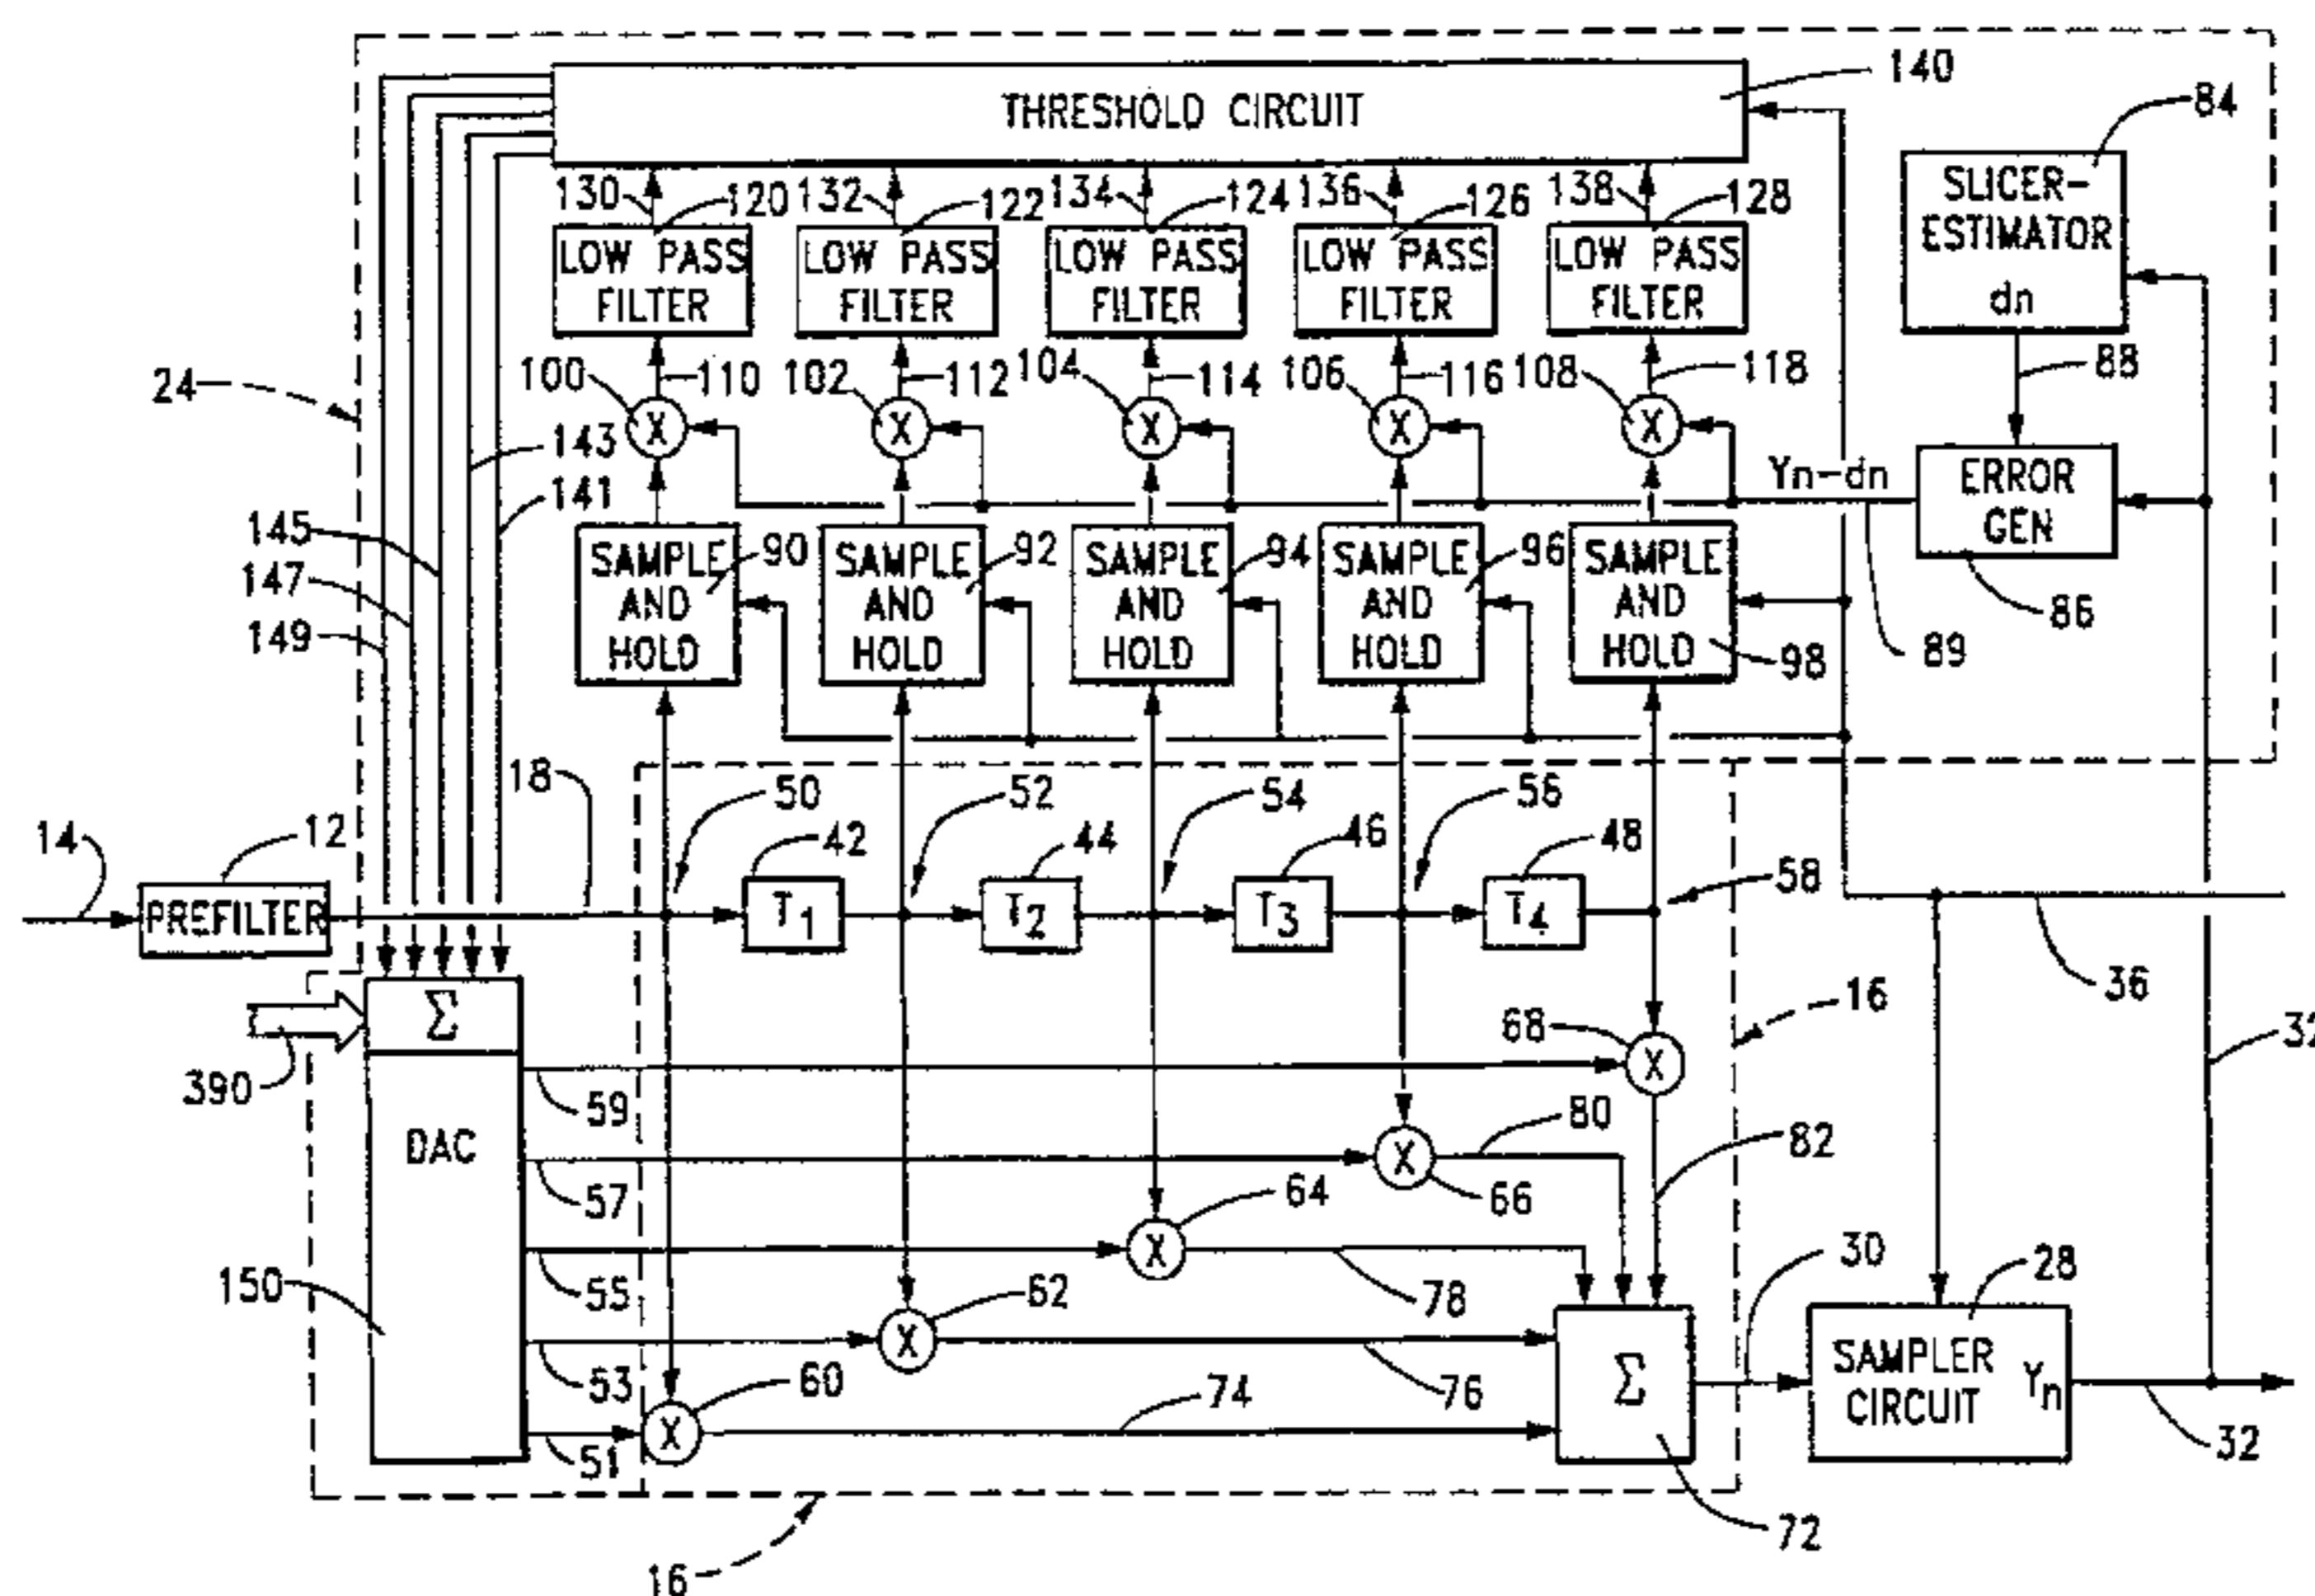 140
THRESHOLD CIRCUIT
84
SLICER-
ESTIMATOR
dn
130
120
132
122
134
124
136
126
138
128
LOW PASS
FILTER
LOW PASS
FILTER
LOW PASS
FILTER
LOW PASS
FILTER
LOW PASS
FILTER
88
24
100
110
102
112
104
114
106
116
108
118
X
X
X
X
X
143
141
Yn-dn
ERROR
GEN
86
89
145
147
149
SAMPLE
AND
HOLD
90
SAMPLE
AND
HOLD
92
SAMPLE
AND
HOLD
94
SAMPLE
AND
HOLD
96
SAMPLE
AND
HOLD
98
18
50
52
54
56
14
12
42
44
46
48
58
PREFILTER
T1
T2
T3
T4
36
16
32
Σ
68
X
390
59
DAC
80
82
X
57
66
64
X
55
78
30
28
150
62
X
53
76
Σ
SAMPLER
CIRCUIT
Yn
60
74
32
X
51
72
16